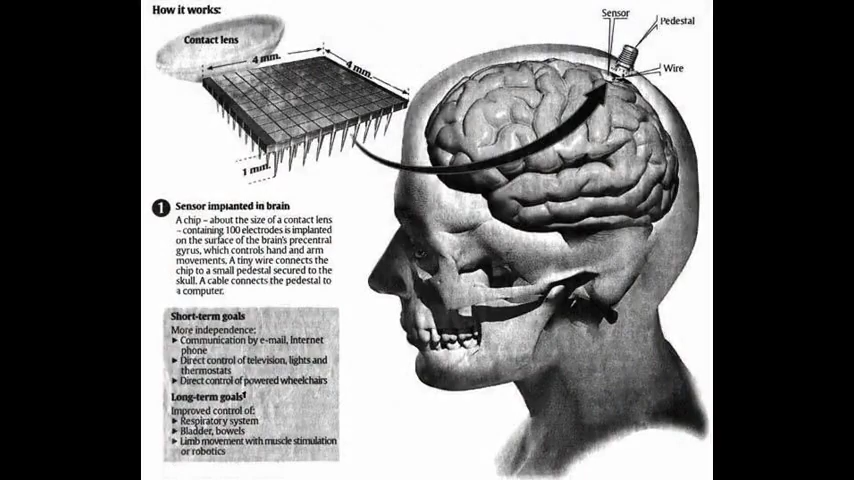 How it works:
Contact lens
4 mm.
4 mm.
1 mm.
Sensor
Pedestal
Wire
1 Sensor implanted in brain
A chip – about the size of a contact lens
– containing 100 electrodes is implanted
on the surface of the brain's precentral
gyrus, which controls hand and arm
movements. A tiny wire connects the
chip to a small pedestal secured to the
skull. A cable connects the pedestal to
a computer.
Short-term goals
More independence:
► Communication by e-mail, Internet
phone
► Direct control of television, lights and
thermostats
► Direct control of powered wheelchairs
Long-term goals¶
Improved control of:
► Respiratory system
► Bladder, bowels
► Limb movement with muscle stimulation
or robotics